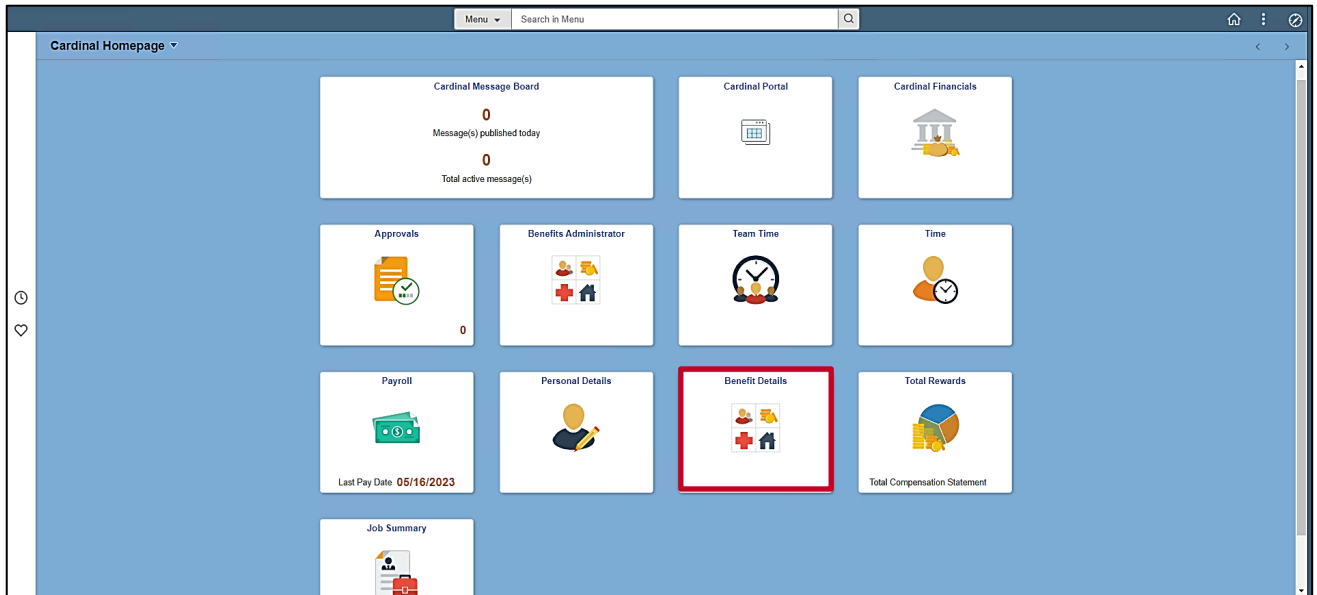 Menu
Search in Menu
Cardinal Homepage
Cardinal Message Board
0
Message(s) published today
0
Total active message(s)
Cardinal Portal
Cardinal Financials
Approvals
0
Benefits Administrator
Team Time
Time
Payroll
Last Pay Date 05/16/2023
Personal Details
Benefit Details
Total Rewards
Total Compensation Statement
Job Summary